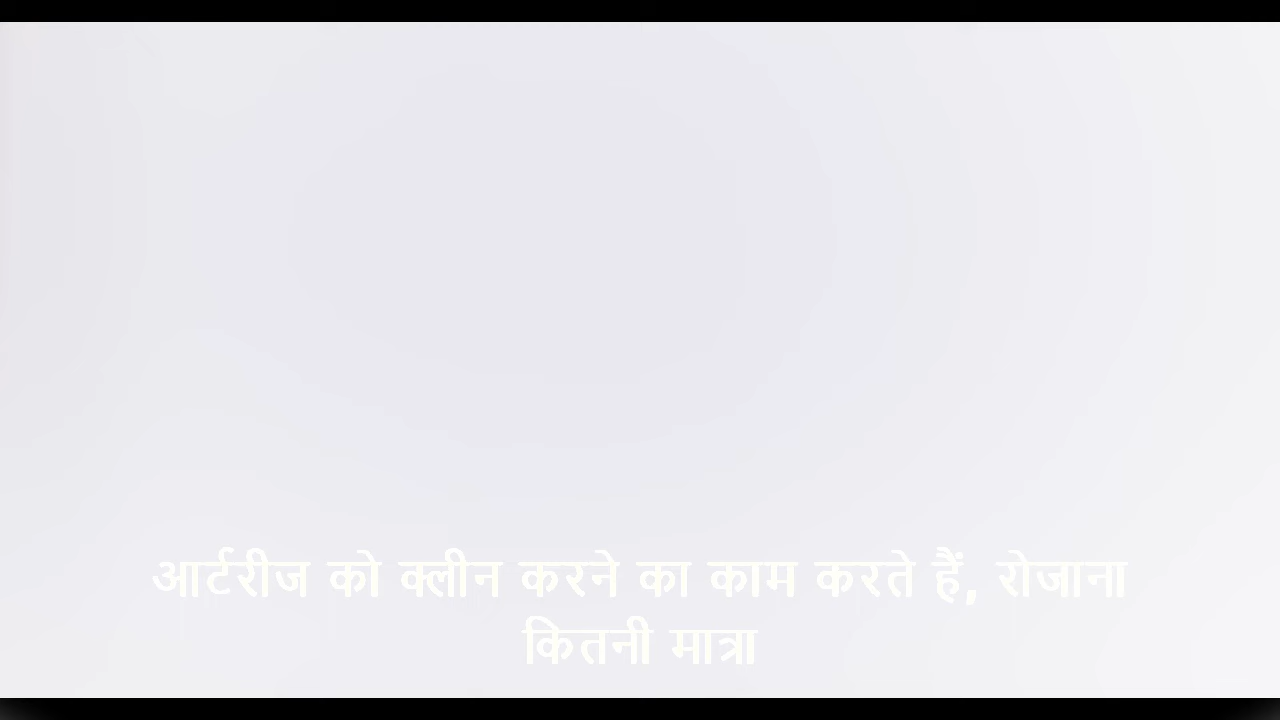 आर्टरीज को क्लीन करने का काम करते हैं, रोजाना
कितनी मात्रा